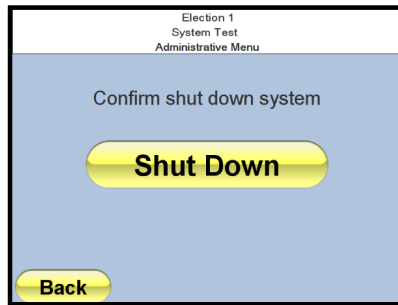 Election 1
System Test
Administrative Menu
Confirm shut down system
Shut Down
Back